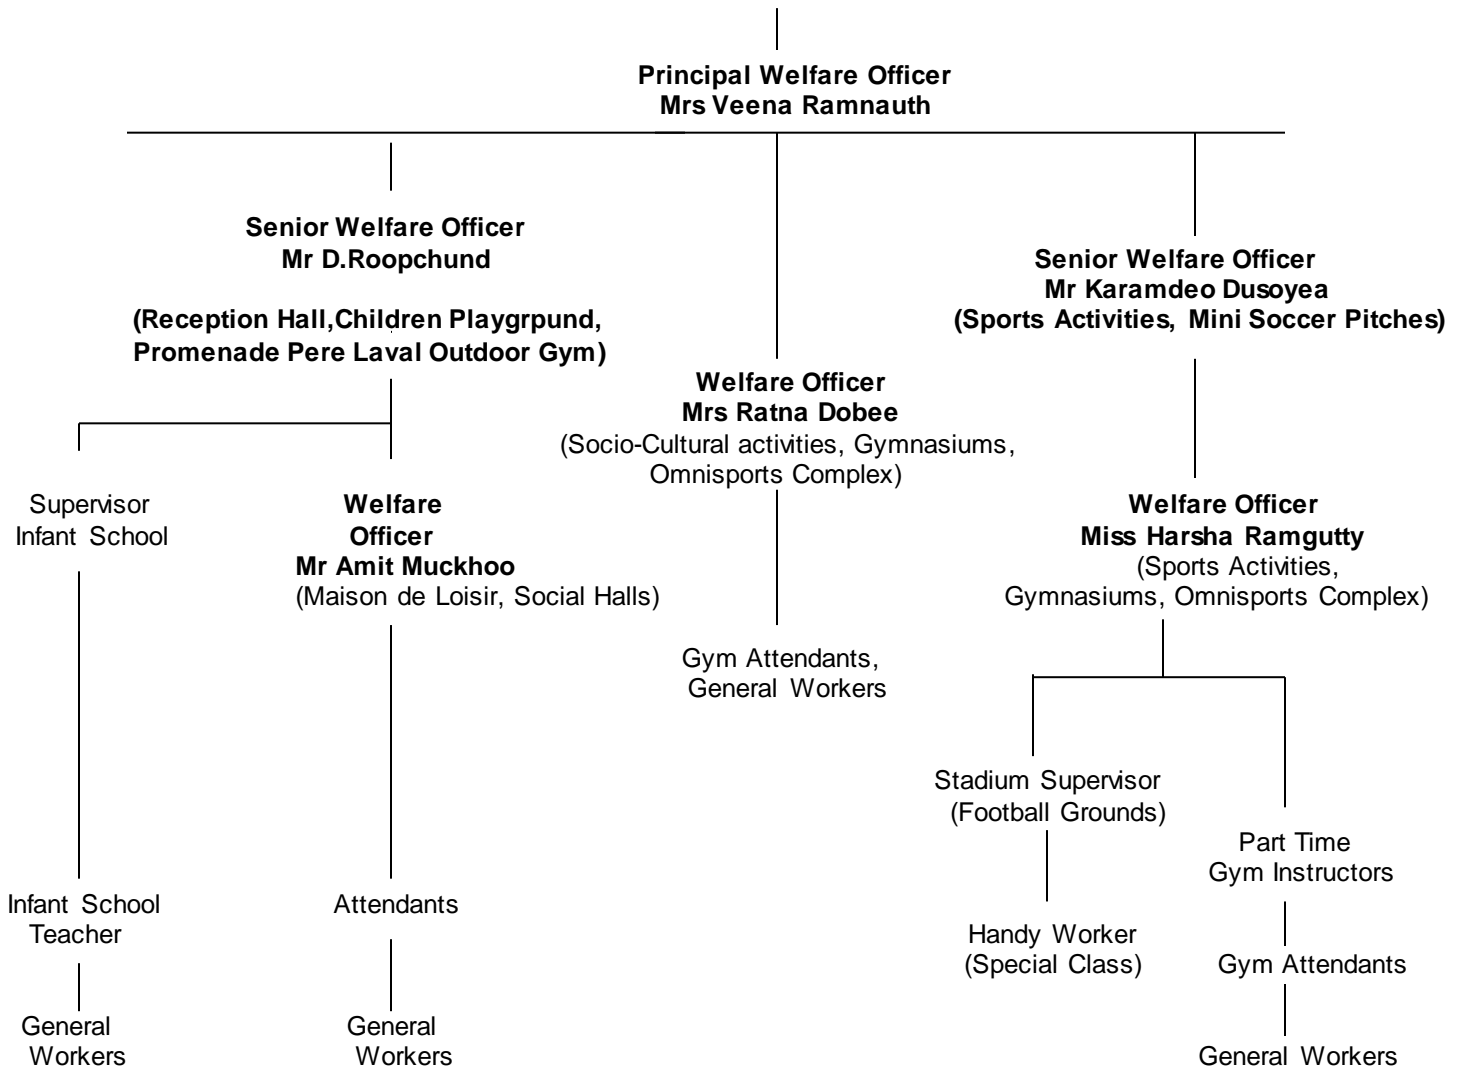 Principal Welfare Officer
Mrs Veena Ramnauth
Senior Welfare Officer
Mr D.Roopchund
(Reception Hall,Children Playgrpund,
Promenade Pere Laval Outdoor Gym)
Senior Welfare Officer
Mr Karamdeo Dusoyea
(Sports Activities, Mini Soccer Pitches)
Welfare Officer
Mrs Ratna Dobee
(Socio-Cultural activities, Gymnasiums,
Omnisports Complex)
Supervisor
Infant School
Welfare
Officer
Mr Amit Muckhoo
(Maison de Loisir, Social Halls)
Welfare Officer
Miss Harsha Ramgutty
(Sports Activities,
Gymnasiums, Omnisports Complex)
Gym Attendants,
General Workers
Stadium Supervisor
(Football Grounds)
Part Time
Gym Instructors
Infant School
Teacher
Attendants
Handy Worker
(Special Class)
Gym Attendants
General
Workers
General
Workers
General Workers